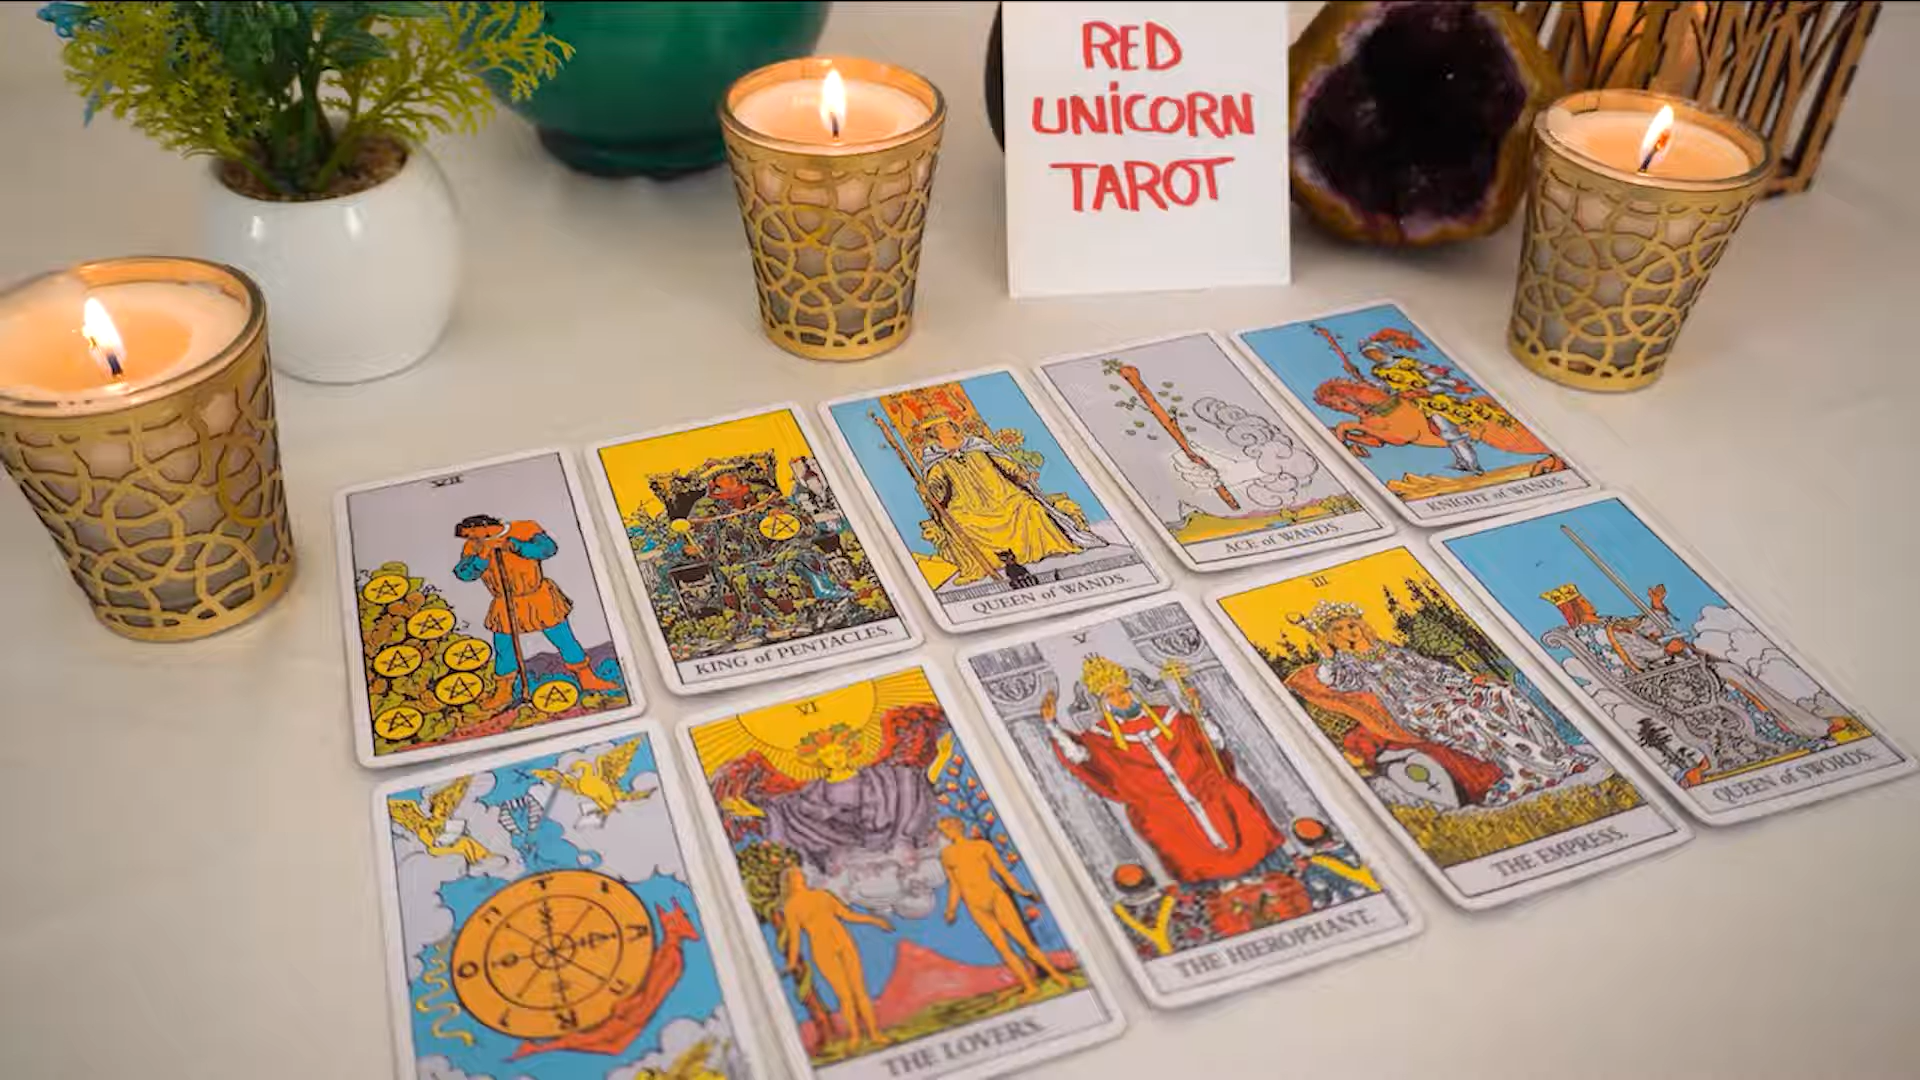 RED
UNICORN
TAROT
VII
KING of PENTACLES.
QUEEN of WANDS.
ACE of WANDS.
KNIGHT of WANDS.
VI
THE LOVERS.
V
THE HIEROPHANT.
III
THE EMPRESS.
QUEEN of SWORDS.
T
A
R
O